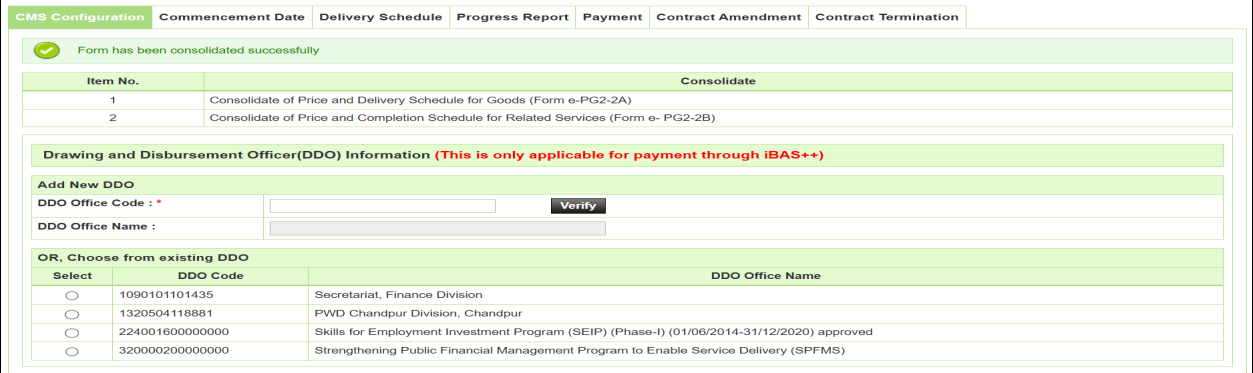 CMS Configuration Commencement Date Delivery Schedule Progress Report Payment Contract Amendment Contract Termination
Form has been consolidated successfully
Item No. Consolidate
1 Consolidate of Price and Delivery Schedule for Goods (Form e-PG2-2A)
2 Consolidate of Price and Completion Schedule for Related Services (Form e- PG2-2B)
Drawing and Disbursement Officer(DDO) Information (This is only applicable for payment through iBAS++)
Add New DDO
DDO Office Code : * Verify
DDO Office Name :
OR, Choose from existing DDO
Select DDO Code DDO Office Name
1090101101435 Secretariat, Finance Division
1320504118881 PWD Chandpur Division, Chandpur
224001600000000 Skills for Employment Investment Program (SEIP) (Phase-I) (01/06/2014-31/12/2020) approved
320000200000000 Strengthening Public Financial Management Program to Enable Service Delivery (SPFMS)